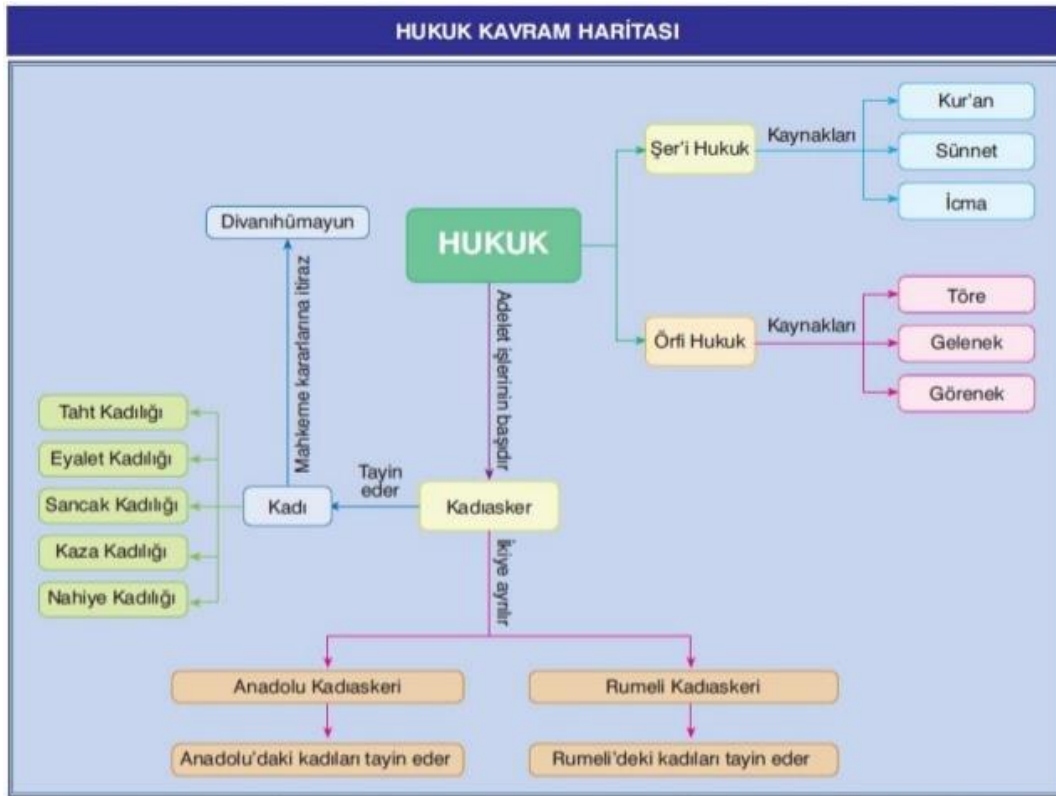 HUKUK KAVRAM HARİTASI
HUKUK
Şer'i Hukuk
Kaynakları
Kur'an
Sünnet
İcma
Örfi Hukuk
Kaynakları
Töre
Gelenek
Görenek
Adelet işlerinin başıdır
Kadıasker
Tayin
eder
Kadı
Mahkeme kararlarına itiraz
Divanıhümayun
Taht Kadılığı
Eyalet Kadılığı
Sancak Kadılığı
Kaza Kadılığı
Nahiye Kadılığı
İkiye ayrılır
Anadolu Kadıaskeri
Rumeli Kadıaskeri
Anadolu'daki kadıları tayin eder
Rumeli'deki kadıları tayin eder